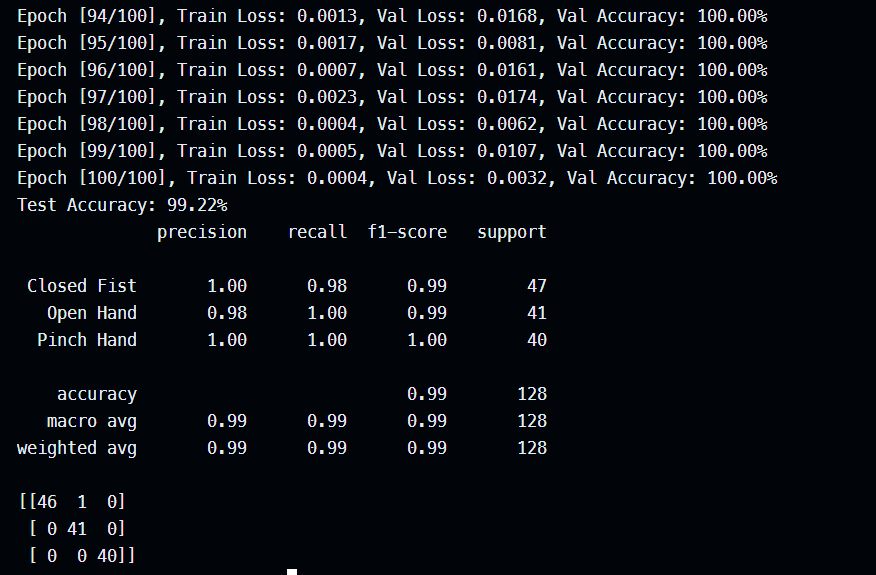 Epoch [94/100], Train Loss: 0.0013, Val Loss: 0.0168, Val Accuracy: 100.00%
Epoch [95/100], Train Loss: 0.0017, Val Loss: 0.0081, Val Accuracy: 100.00%
Epoch [96/100], Train Loss: 0.0007, Val Loss: 0.0161, Val Accuracy: 100.00%
Epoch [97/100], Train Loss: 0.0023, Val Loss: 0.0174, Val Accuracy: 100.00%
Epoch [98/100], Train Loss: 0.0004, Val Loss: 0.0062, Val Accuracy: 100.00%
Epoch [99/100], Train Loss: 0.0005, Val Loss: 0.0107, Val Accuracy: 100.00%
Epoch [100/100], Train Loss: 0.0004, Val Loss: 0.0032, Val Accuracy: 100.00%
Test Accuracy: 99.22%
precision recall f1-score support
Closed Fist 1.00 0.98 0.99 47
Open Hand 0.98 1.00 0.99 41
Pinch Hand 1.00 1.00 1.00 40
accuracy 0.99 128
macro avg 0.99 0.99 0.99 128
weighted avg 0.99 0.99 0.99 128
[[46 1 0]
[ 0 41 0]
[ 0 0 40]]